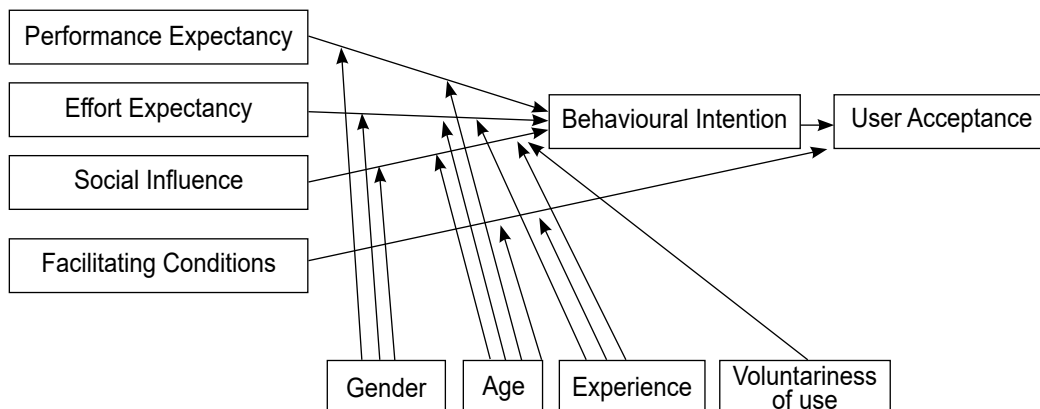 Performance Expectancy
Effort Expectancy
Behavioural Intention
User Acceptance
Social Influence
Facilitating Conditions
Gender
Age
Experience
Voluntariness
of use